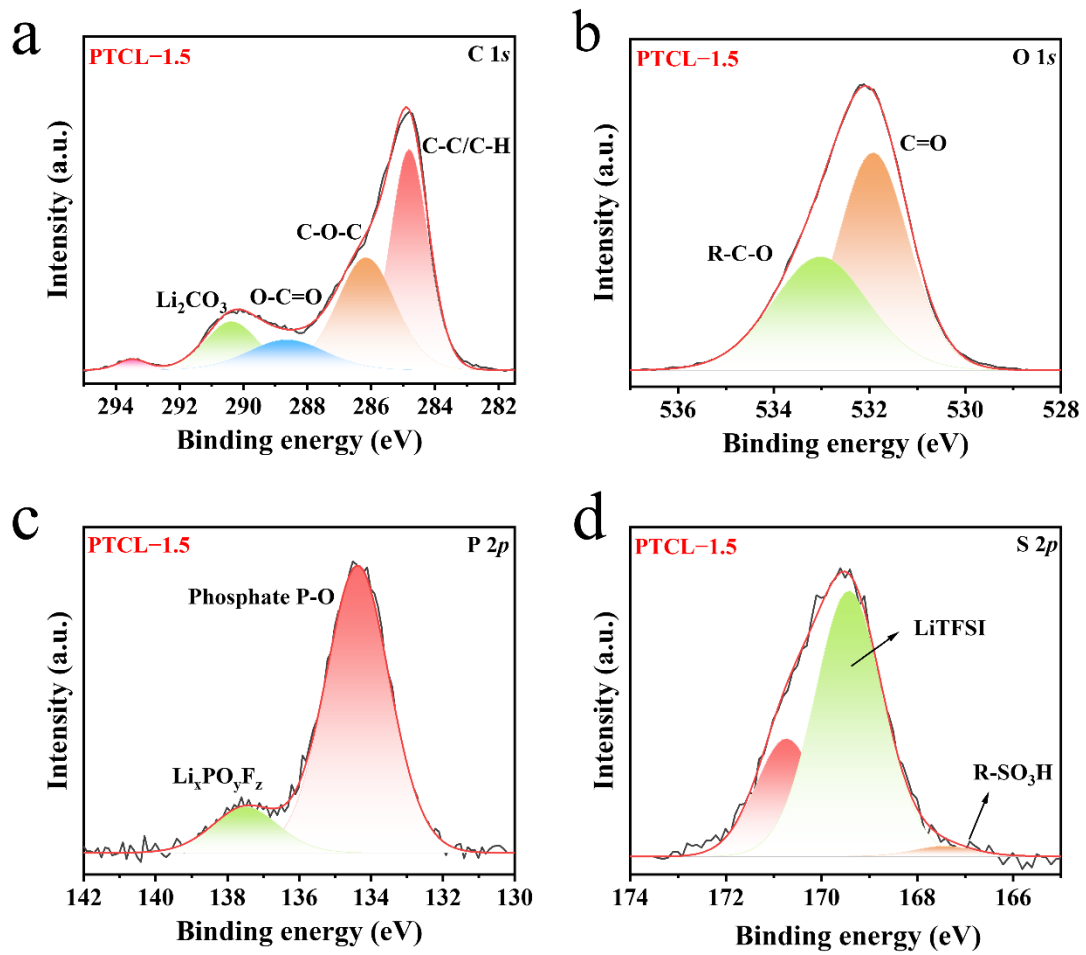 a
PTCL−1.5
C 1s
C-C/C-H
C-O-C
O-C=O
Li₂CO₃
Intensity (a.u.)
294 292 290 288 286 284 282
Binding energy (eV)
b
PTCL−1.5
O 1s
C=O
R-C-O
Intensity (a.u.)
536 534 532 530 528
Binding energy (eV)
c
PTCL−1.5
P 2p
Phosphate P-O
LiₓPOᵧF𝓏
Intensity (a.u.)
142 140 138 136 134 132 130
Binding energy (eV)
d
PTCL−1.5
S 2p
LiTFSI
R-SO₃H
Intensity (a.u.)
174 172 170 168 166
Binding energy (eV)